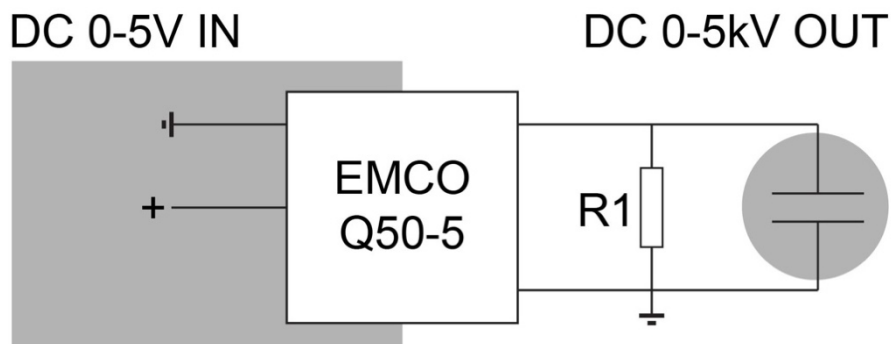 DC 0-5V IN
DC 0-5kV OUT
+
EMCO
Q50-5
R1